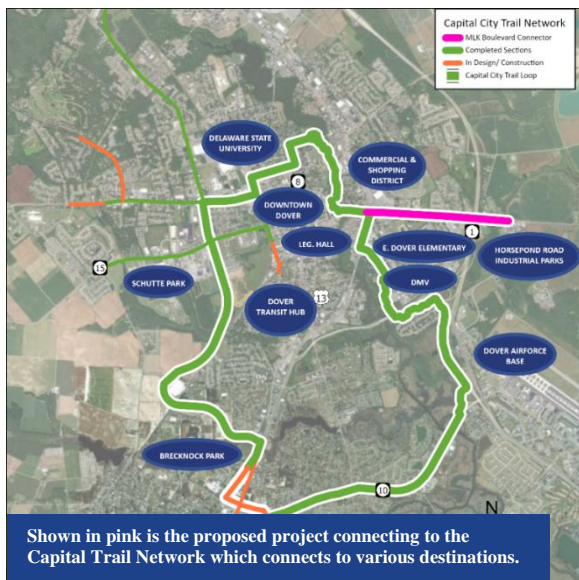 Capital City Trail Network
MLK Boulevard Connector
Completed Sections
In Design/ Construction
Capital City Trail Loop
DELAWARE STATE
UNIVERSITY
COMMERCIAL &
SHOPPING
DISTRICT
8
DOWNTOWN
DOVER
LEG. HALL
E. DOVER ELEMENTARY
1
HORSEPOND ROAD
INDUSTRIAL PARKS
15
SCHUTTE PARK
DMV
DOVER
TRANSIT HUB
13
DOVER AIRFORCE
BASE
BRECKNOCK PARK
10
N
Shown in pink is the proposed project connecting to the
Capital Trail Network which connects to various destinations.